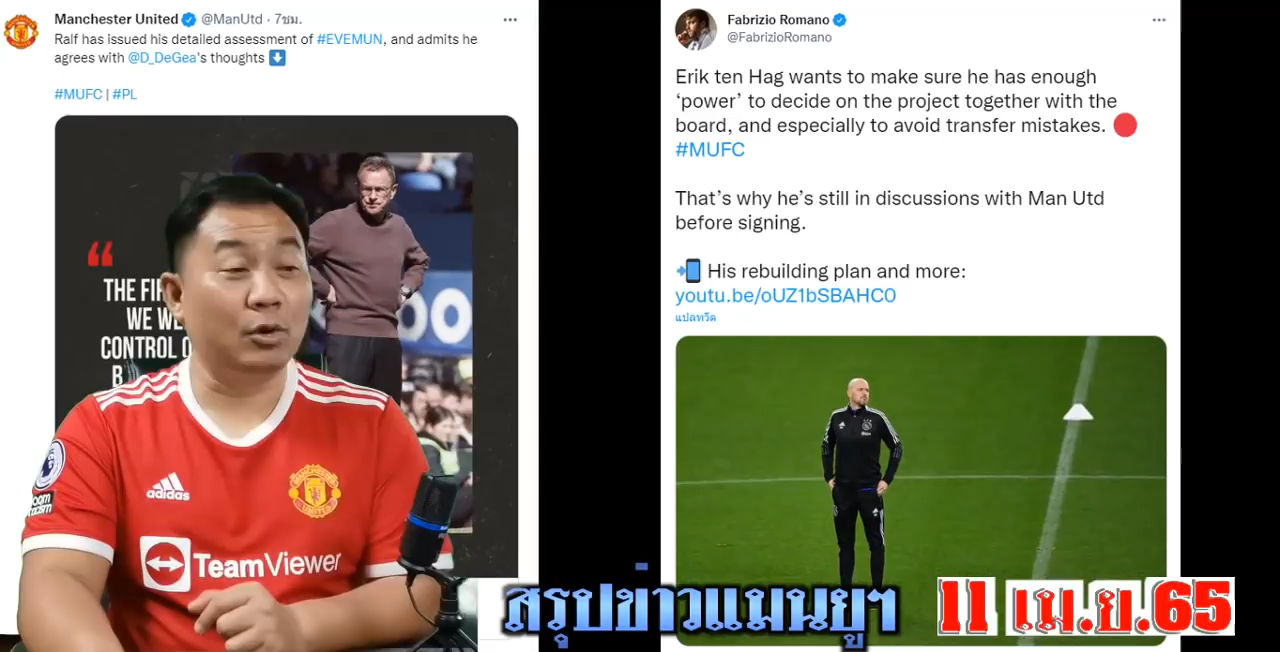 Manchester United @ManUtd · 7ชม.
Ralf has issued his detailed assessment of #EVEMUN, and admits he
agrees with @D_DeGea's thoughts ⬇️
#MUFC | #PL
THE
WE
CONTROL
B
adidas
TeamViewer
Fabrizio Romano
@FabrizioRomano
Erik ten Hag wants to make sure he has enough
‘power’ to decide on the project together with the
board, and especially to avoid transfer mistakes. 🔴
#MUFC
That’s why he’s still in discussions with Man Utd
before signing.
📲 His rebuilding plan and more:
youtu.be/oUZ1bSBAHC0
แปลทวีต
สรุปข่าวแมนยูฯ
11 เม.ย.65